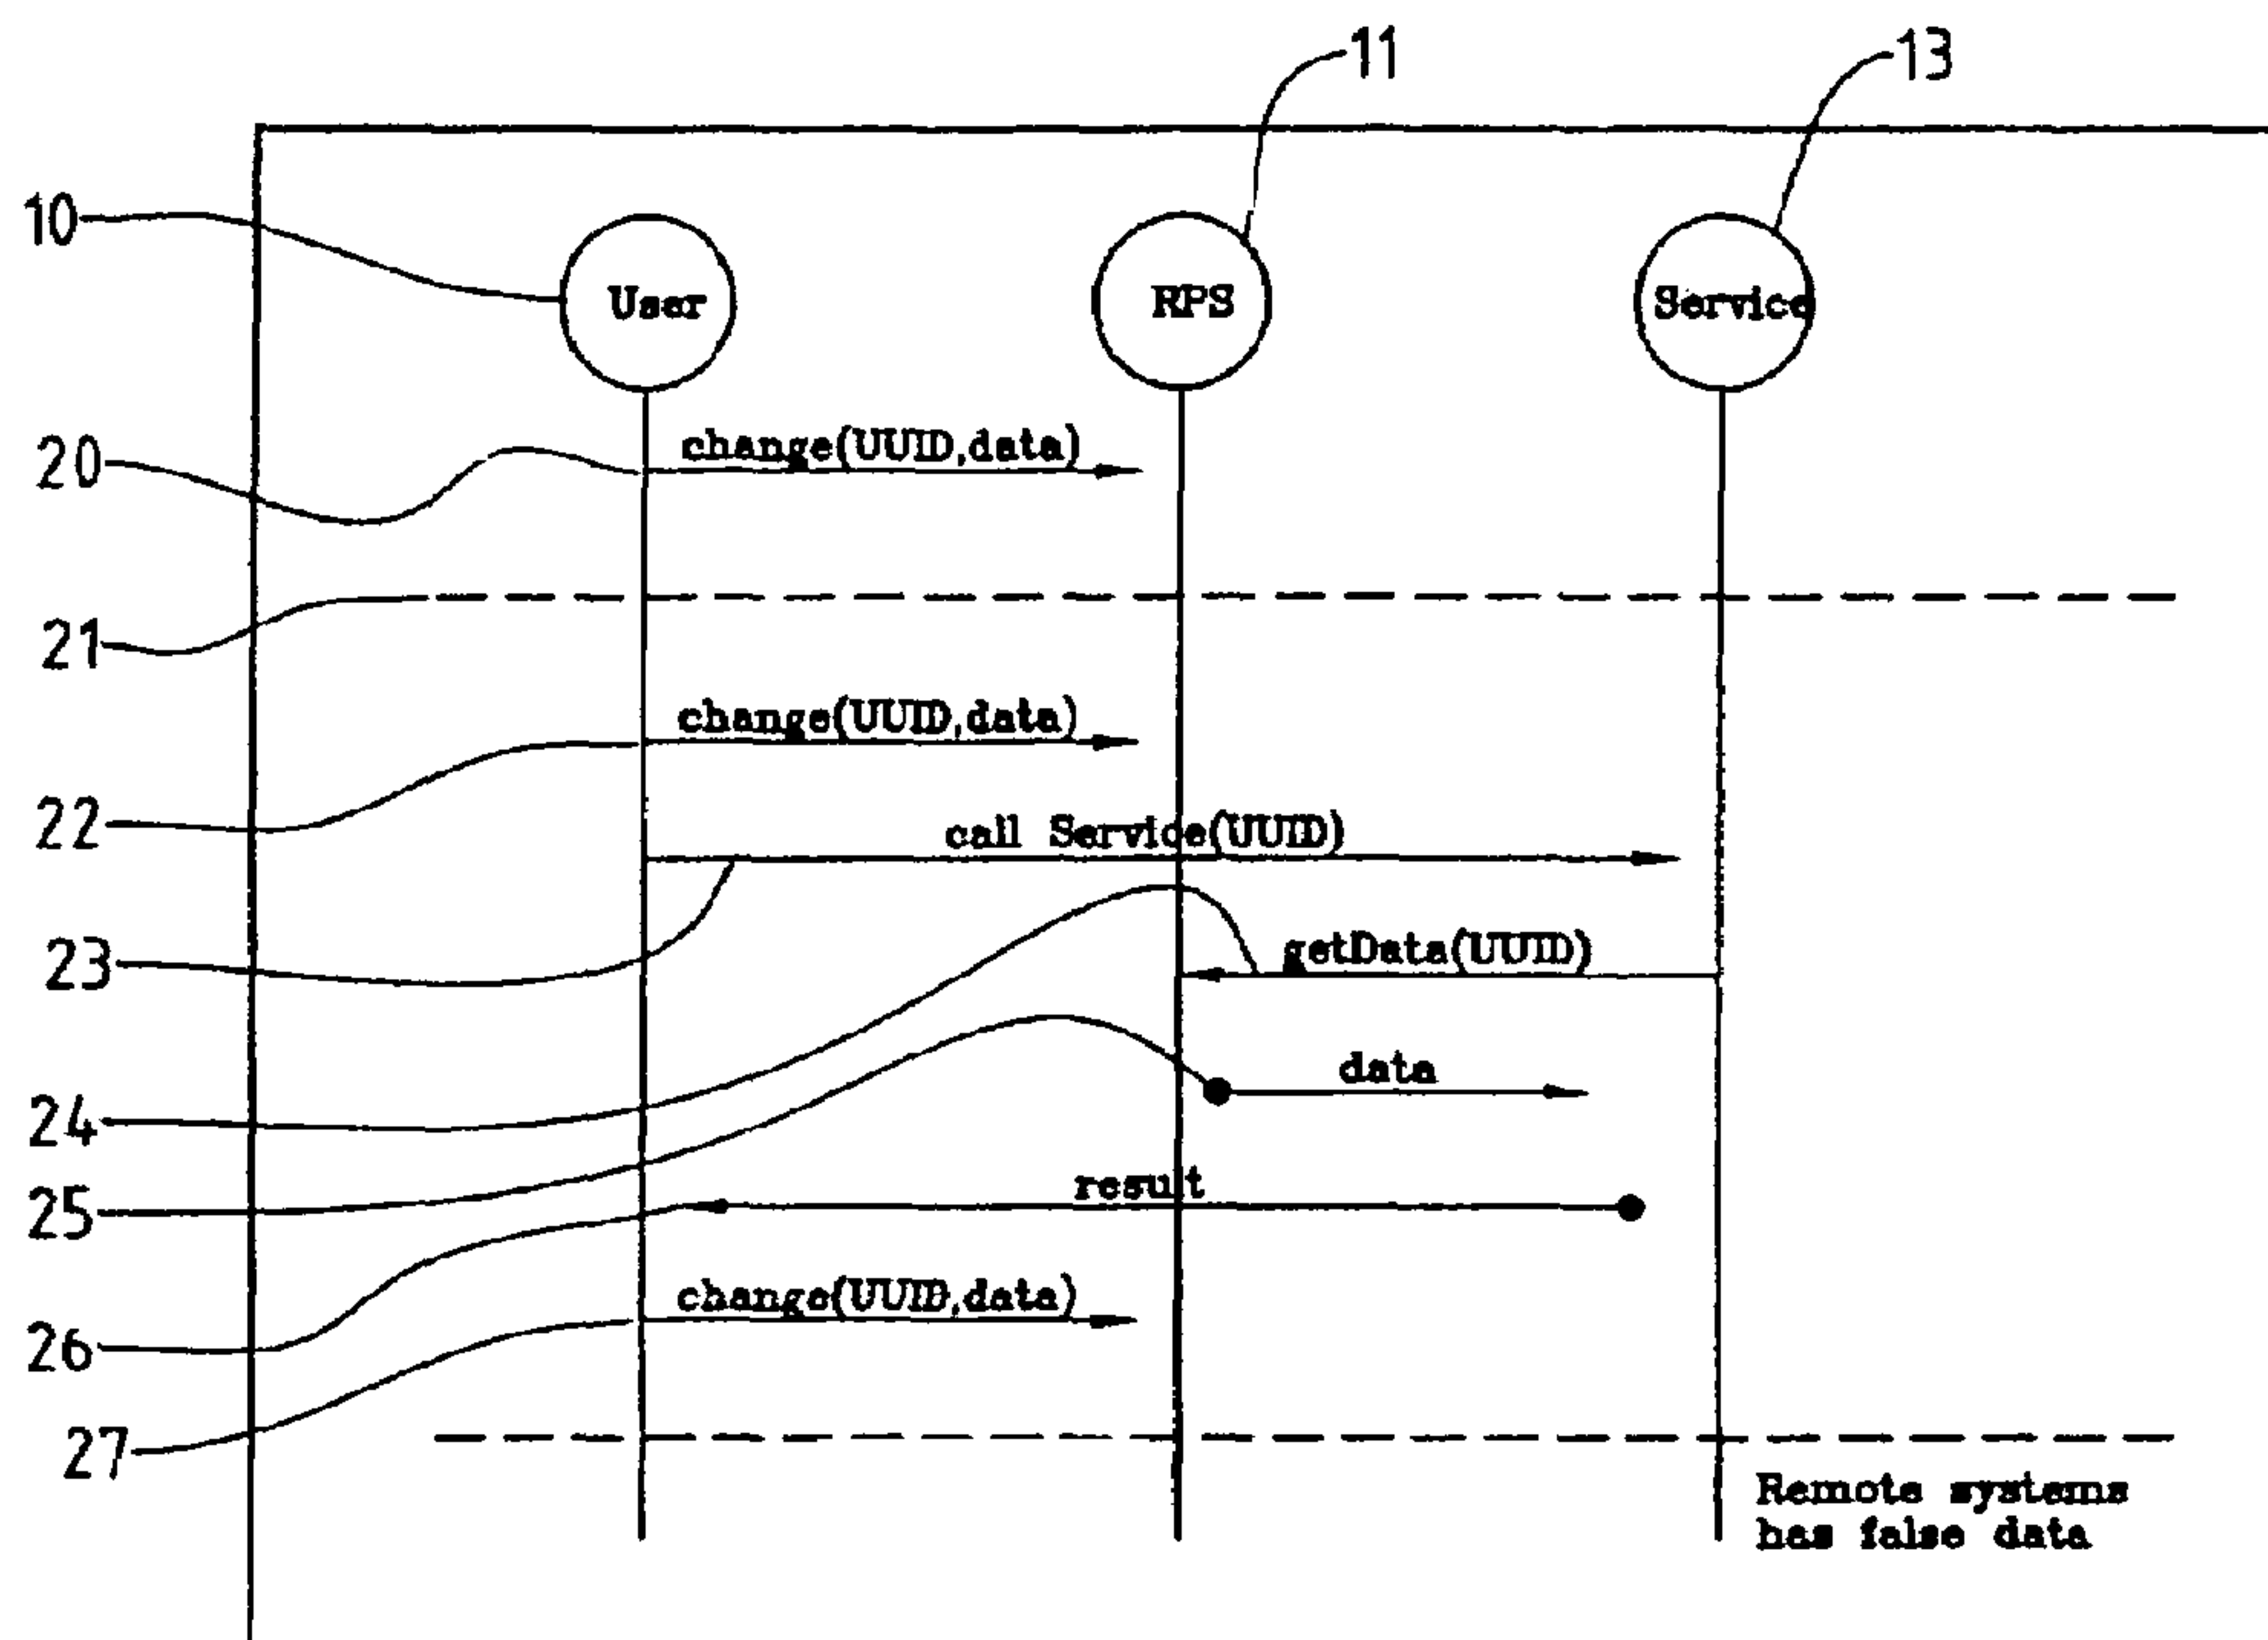 11
13
10
User
RPS
Service
20
change(UUID,data)
21
change(UUID,data)
22
call Service(UUID)
23
getData(UUID)
24
data
25
result
26
change(UUID,data)
27
Remote systems
has false data